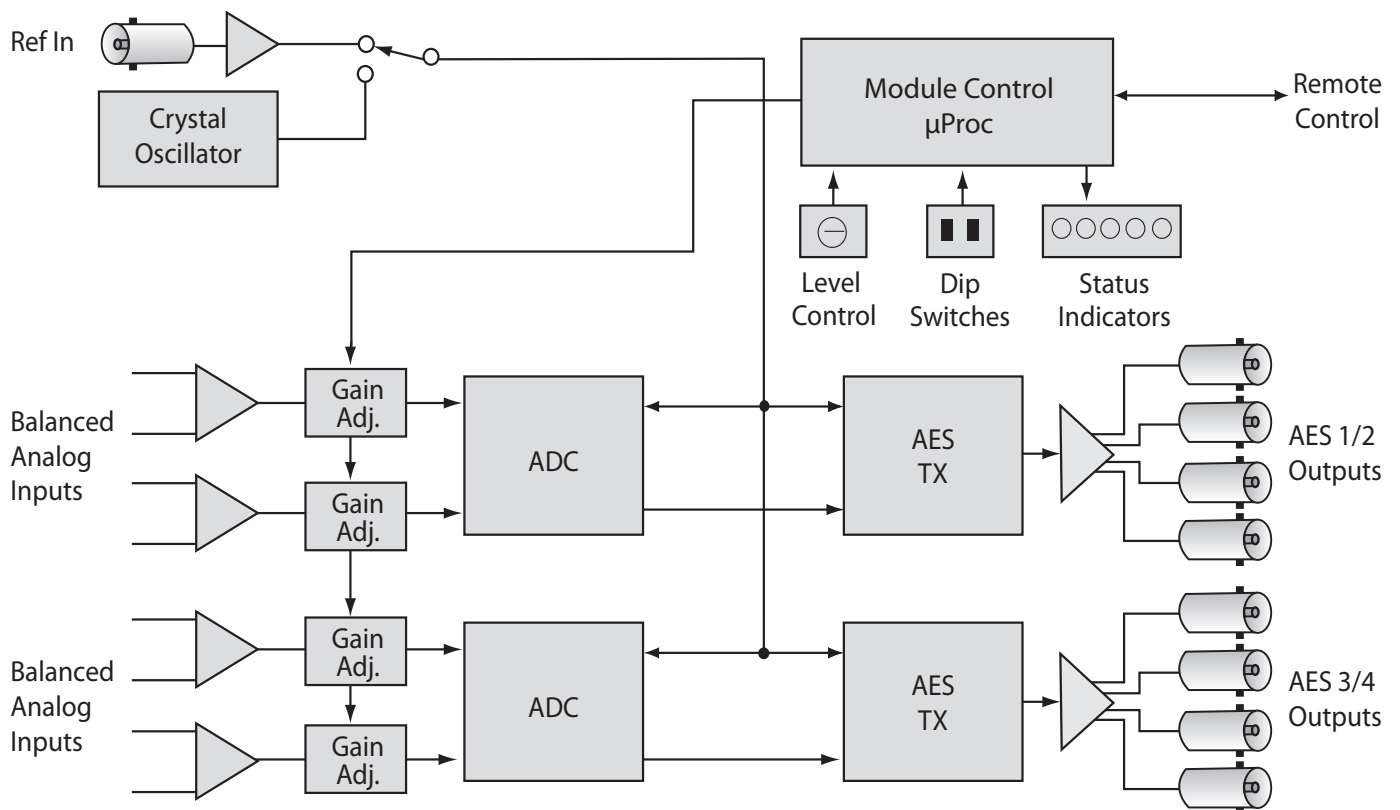 Ref In
Crystal
Oscillator
Module Control
µProc
Remote
Control
Level
Control
Dip
Switches
Status
Indicators
Balanced
Analog
Inputs
Gain
Adj.
Gain
Adj.
ADC
AES
TX
AES 1/2
Outputs
Balanced
Analog
Inputs
Gain
Adj.
Gain
Adj.
ADC
AES
TX
AES 3/4
Outputs